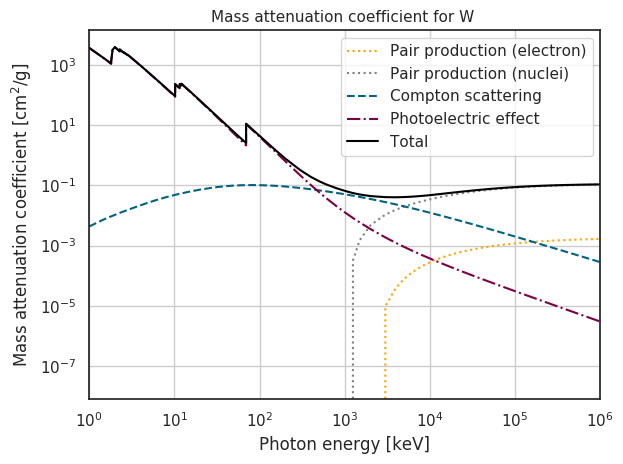 Mass attenuation coefficient for W
Mass attenuation coefficient [cm²/g]
10³
10¹
10⁻¹
10⁻³
10⁻⁵
10⁻⁷
Pair production (electron)
Pair production (nuclei)
Compton scattering
Photoelectric effect
Total
10⁰ 10¹ 10² 10³ 10⁴ 10⁵ 10⁶
Photon energy [keV]